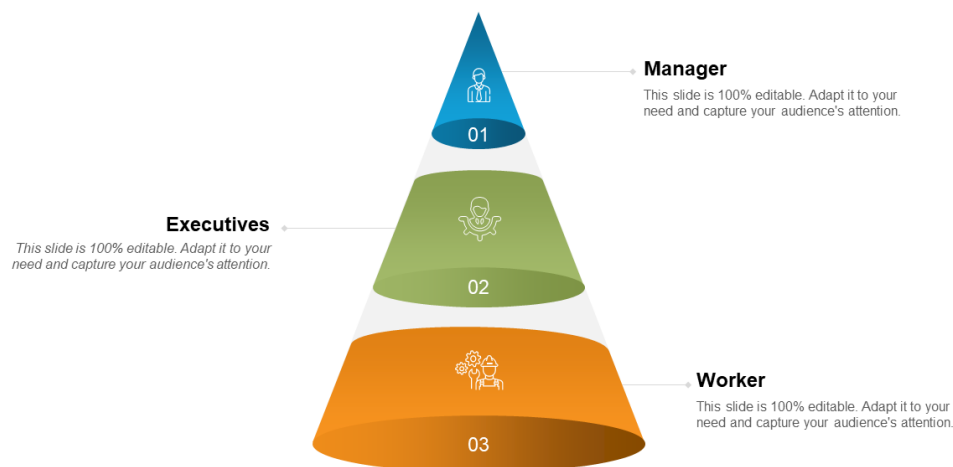 Manager
This slide is 100% editable. Adapt it to your
need and capture your audience's attention.
01
Executives
This slide is 100% editable. Adapt it to your
need and capture your audience's attention.
02
Worker
This slide is 100% editable. Adapt it to your
need and capture your audience's attention.
03